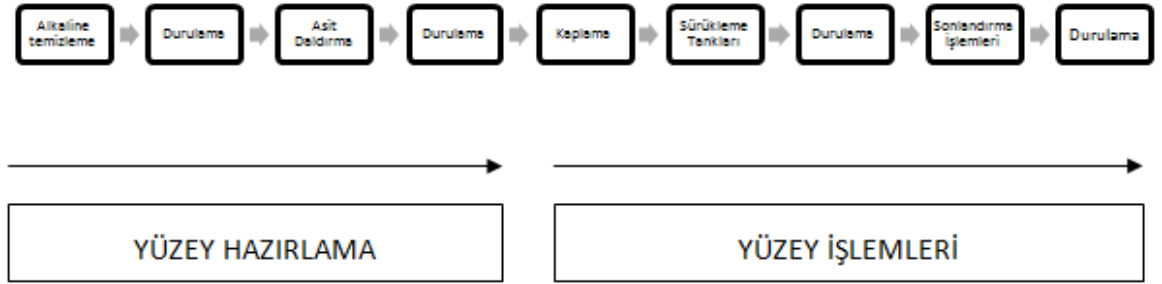 Alkaline
temizleme
Durulama
Asit
Daldırma
Durulama
Kaplama
Sürükleme
Tankları
Durulama
Sonlandırma
İşlemleri
Durulama
YÜZEY HAZIRLAMA
YÜZEY İŞLEMLERİ